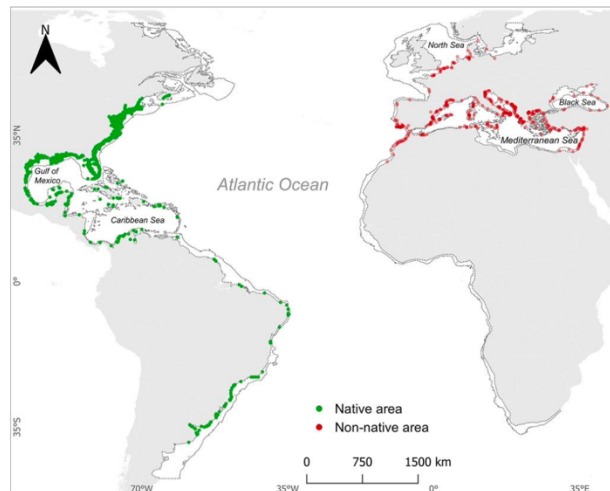 N
North Sea
Black Sea
Mediterranean Sea
35°N
Gulf of
Mexico
Atlantic Ocean
Caribbean Sea
0°
Native area
Non-native area
35°S
0 750 1500 km
70°W 35°W 0° 35°E